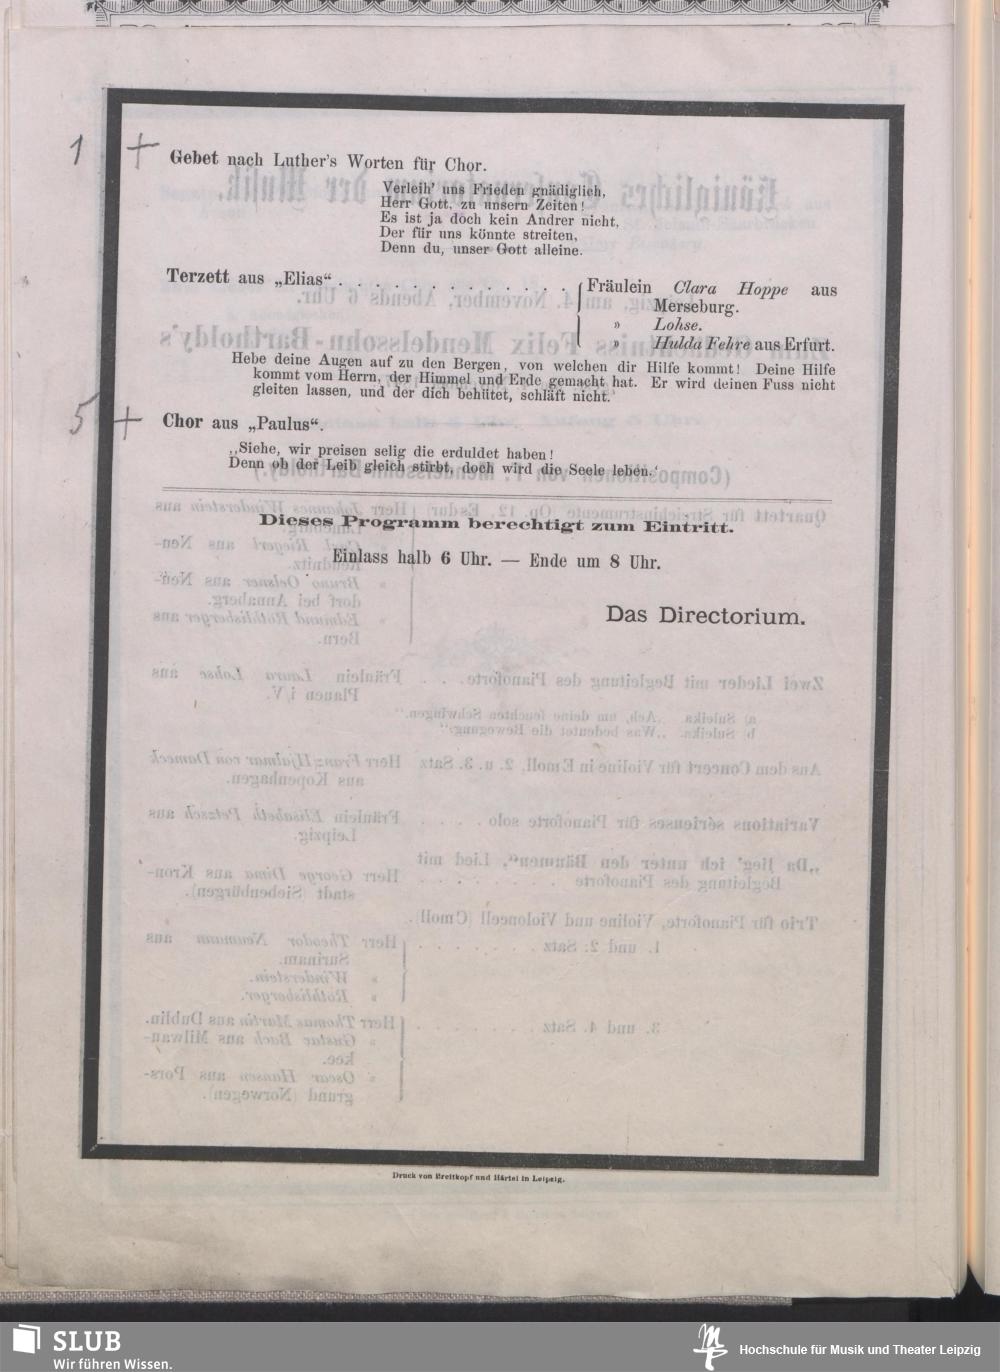 1 + Gebet nach Luther's Worten für Chor.
Verleih' uns Frieden gnädiglich,
Herr Gott, zu unsern Zeiten!
Es ist ja doch kein Andrer nicht,
Der für uns könnte streiten,
Denn du, unser Gott alleine.
Terzett aus „Elias“ . . . . . . . . . . . . . Fräulein Clara Hoppe aus
Merseburg.
» Lohse.
» Hulda Fehre aus Erfurt.
Hebe deine Augen auf zu den Bergen, von welchen dir Hilfe kommt! Deine Hilfe
kommt vom Herrn, der Himmel und Erde gemacht hat. Er wird deinen Fuss nicht
gleiten lassen, und der dich behütet, schläft nicht.
5 + Chor aus „Paulus“.
„Siehe, wir preisen selig die erduldet haben!
Denn ob der Leib gleich stirbt, doch wird die Seele leben.“
Dieses Programm berechtigt zum Eintritt.
Einlass halb 6 Uhr. — Ende um 8 Uhr.
Das Directorium.
Druck von Breitkopf und Härtel in Leipzig.
SLUB
Wir führen Wissen.
Hochschule für Musik und Theater Leipzig